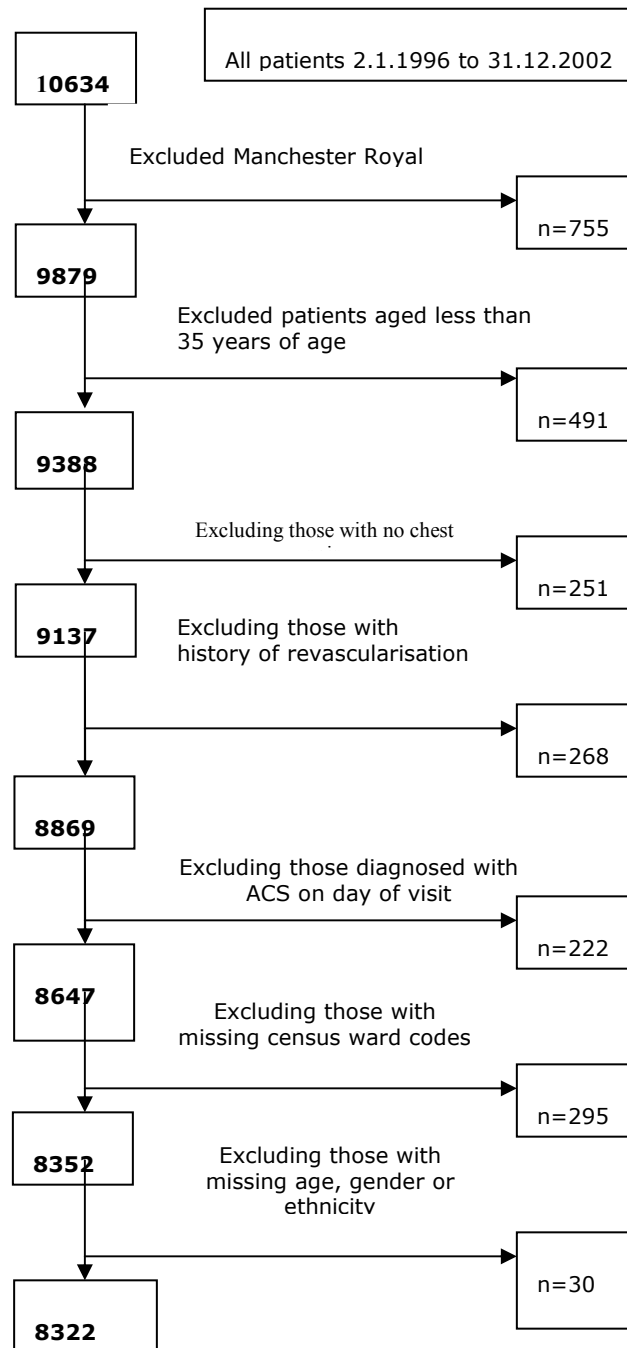 All patients 2.1.1996 to 31.12.2002
10634
Excluded Manchester Royal
n=755
9879
Excluded patients aged less than
35 years of age
n=491
9388
Excluding those with no chest
n=251
9137
Excluding those with
history of revascularisation
n=268
8869
Excluding those diagnosed with
ACS on day of visit
n=222
8647
Excluding those with
missing census ward codes
n=295
8352
Excluding those with
missing age, gender or
ethnicity
n=30
8322